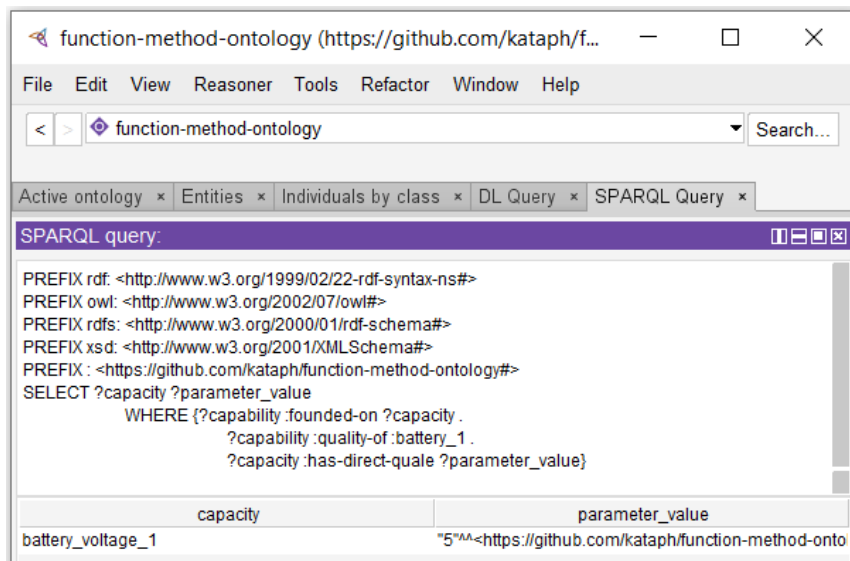 function-method-ontology (https://github.com/kataph/f...
File Edit View Reasoner Tools Refactor Window Help
< > function-method-ontology Search...
Active ontology × Entities × Individuals by class × DL Query × SPARQL Query ×
SPARQL query:
PREFIX rdf: <http://www.w3.org/1999/02/22-rdf-syntax-ns#>
PREFIX owl: <http://www.w3.org/2002/07/owl#>
PREFIX rdfs: <http://www.w3.org/2000/01/rdf-schema#>
PREFIX xsd: <http://www.w3.org/2001/XMLSchema#>
PREFIX : <https://github.com/kataph/function-method-ontology#>
SELECT ?capacity ?parameter_value
WHERE {?capability :founded-on ?capacity .
?capability :quality-of :battery_1 .
?capacity :has-direct-quale ?parameter_value}
capacity parameter_value
battery_voltage_1 "5"^^<https://github.com/kataph/function-method-onto